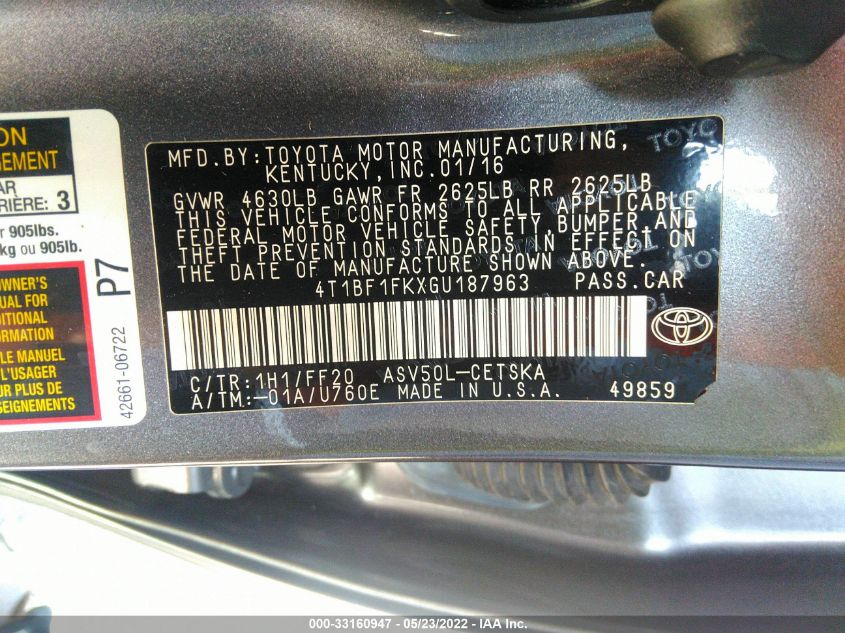 ON
GEMENT
AR
RIÈRE: 3
r 905lbs.
kg ou 905lb.
OWNER'S
UAL FOR
DITIONAL
ORMATION
LE MANUEL
L'USAGER
UR PLUS DE
SEIGNEMENTS
P7
42661-06722
MFD.BY:TOYOTA MOTOR MANUFACTURING,
KENTUCKY,INC.01/16
GVWR 4630LB GAWR FR 2625LB RR 2625LB
THIS VEHICLE CONFORMS TO ALL APPLICABLE
FEDERAL MOTOR VEHICLE SAFETY,BUMPER,AND
THEFT PREVENTION STANDARDS IN EFFECT ON
THE DATE OF MANUFACTURE SHOWN ABOVE.
4T1BF1FKXGU187963 PASS.CAR
C/TR:1H1/FF20 ASV50L-CETSKA
A/TM:-01A/U760E MADE IN U.S.A. 49859
000-33160947 - 05/23/2022 - © IAA Inc.